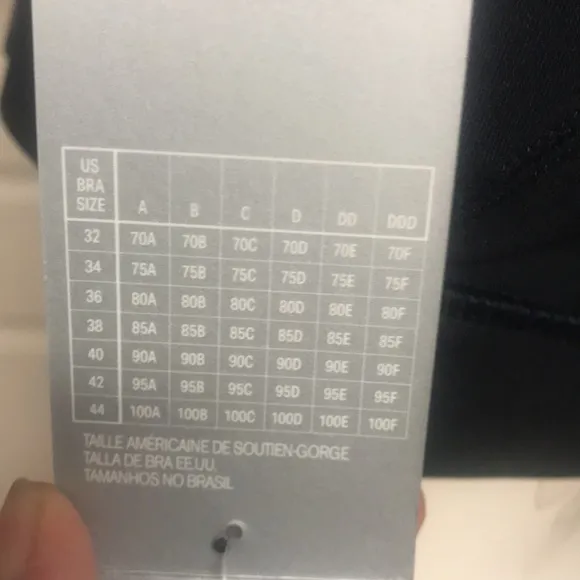 US
BRA
SIZE A B C D DD DDD
32 70A 70B 70C 70D 70E 70F
34 75A 75B 75C 75D 75E 75F
36 80A 80B 80C 80D 80E 80F
38 85A 85B 85C 85D 85E 85F
40 90A 90B 90C 90D 90E 90F
42 95A 95B 95C 95D 95E 95F
44 100A 100B 100C 100D 100E 100F
TAILLE AMÉRICAINE DE SOUTIEN-GORGE
TALLA DE BRA EE.UU.
TAMANHOS NO BRASIL